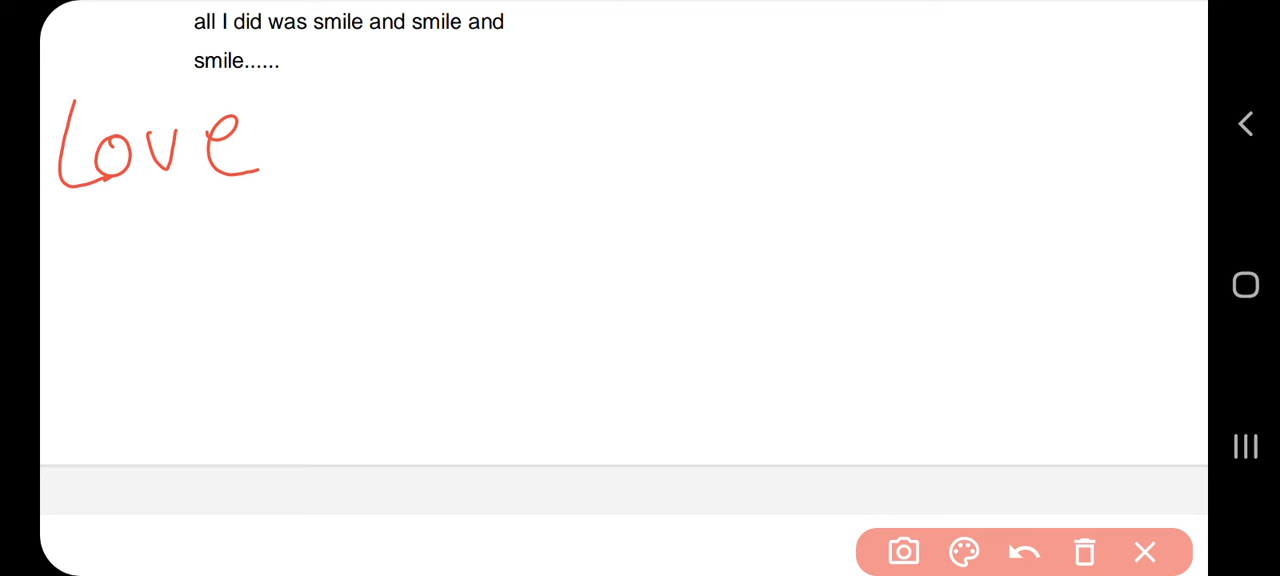 all I did was smile and smile and
smile......
Love